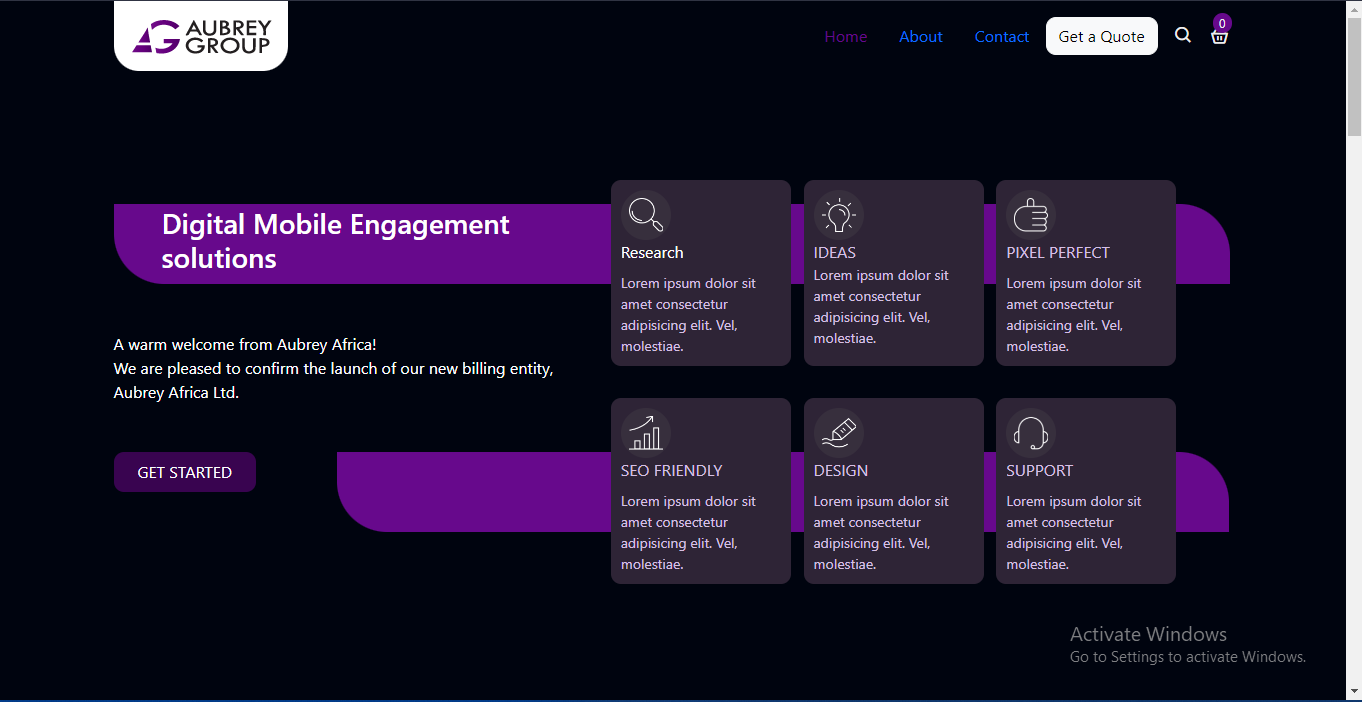 AUBREY
GROUP
Home
About
Contact
Get a Quote
0
Digital Mobile Engagement
solutions
A warm welcome from Aubrey Africa!
We are pleased to confirm the launch of our new billing entity,
Aubrey Africa Ltd.
GET STARTED
Research
Lorem ipsum dolor sit
amet consectetur
adipisicing elit. Vel,
molestiae.
IDEAS
Lorem ipsum dolor sit
amet consectetur
adipisicing elit. Vel,
molestiae.
PIXEL PERFECT
Lorem ipsum dolor sit
amet consectetur
adipisicing elit. Vel,
molestiae.
SEO FRIENDLY
Lorem ipsum dolor sit
amet consectetur
adipisicing elit. Vel,
molestiae.
DESIGN
Lorem ipsum dolor sit
amet consectetur
adipisicing elit. Vel,
molestiae.
SUPPORT
Lorem ipsum dolor sit
amet consectetur
adipisicing elit. Vel,
molestiae.
Activate Windows
Go to Settings to activate Windows.